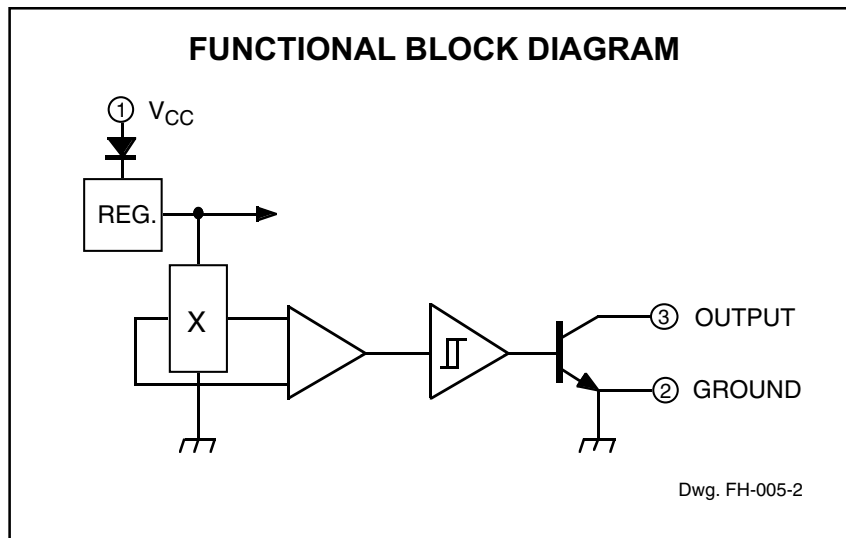 FUNCTIONAL BLOCK DIAGRAM
1 VCC
REG.
X
3 OUTPUT
2 GROUND
Dwg. FH-005-2